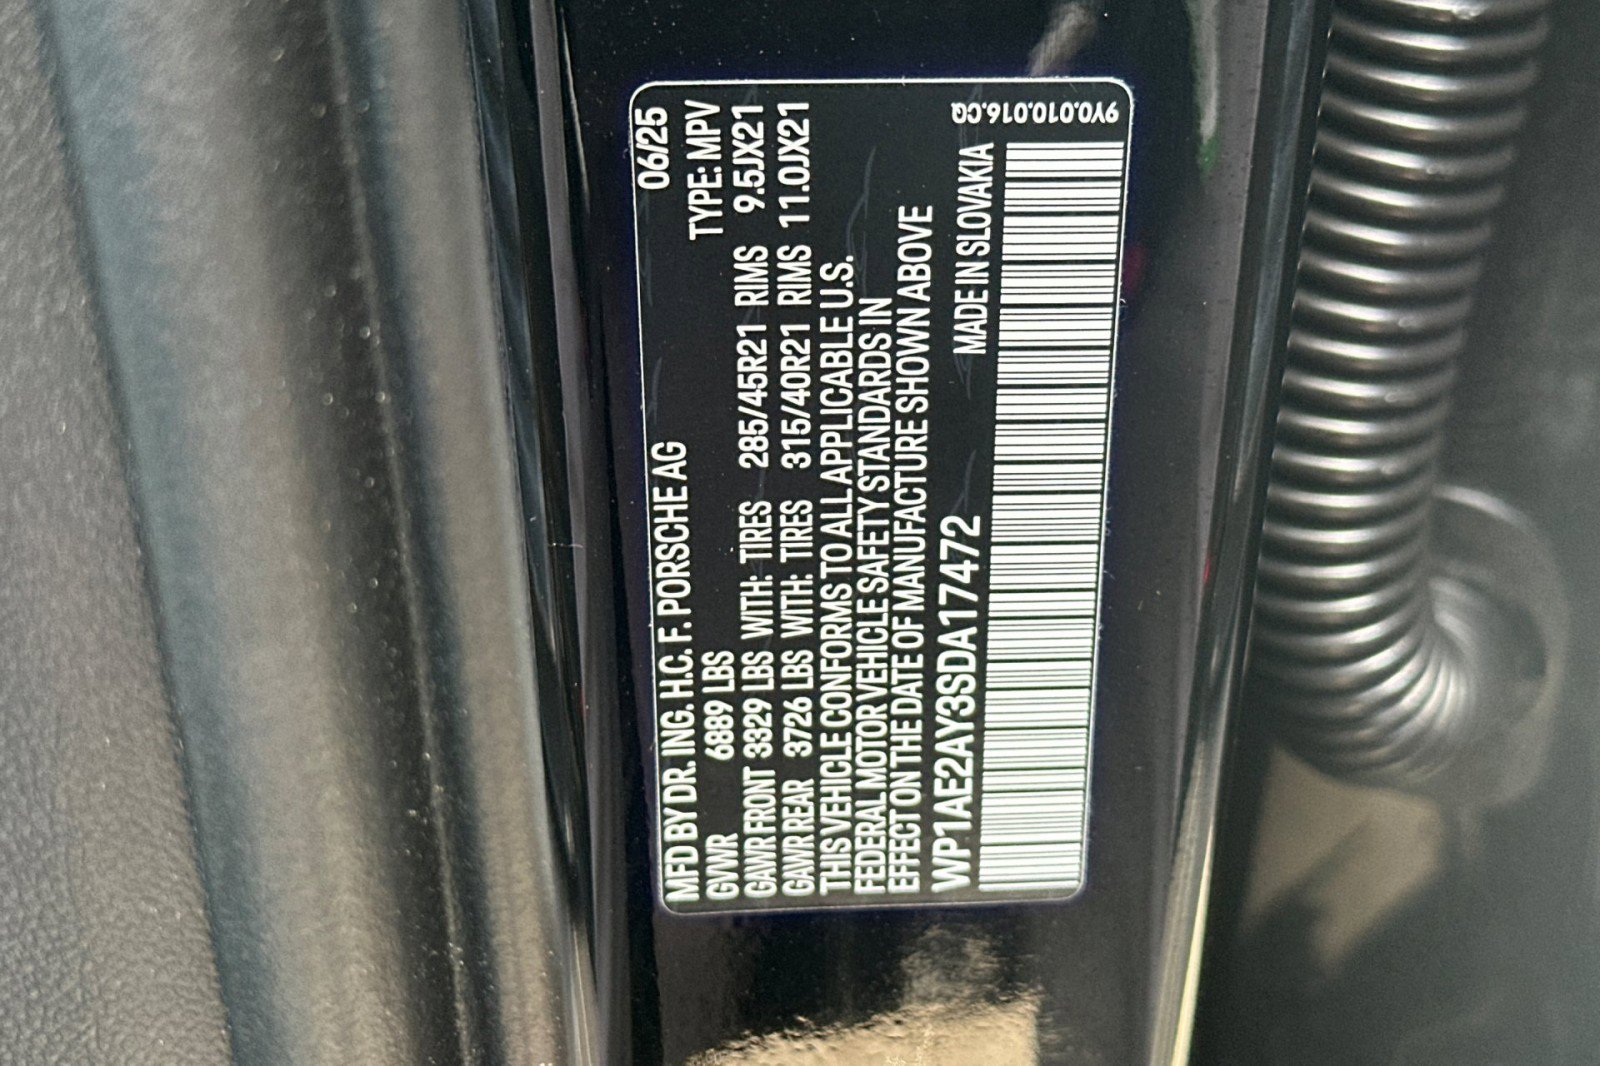 06/25
MFD BY DR. ING. H.C. F. PORSCHE AG
GVWR 6889 LBS TYPE: MPV
GAWR FRONT 3329 LBS WITH: TIRES 285/45R21 RIMS 9.5JX21
GAWR REAR 3726 LBS WITH: TIRES 315/40R21 RIMS 11.0JX21
THIS VEHICLE CONFORMS TO ALL APPLICABLE U.S.
FEDERAL MOTOR VEHICLE SAFETY STANDARDS IN
EFFECT ON THE DATE OF MANUFACTURE SHOWN ABOVE
WP1AE2AY3SDA17472 MADE IN SLOVAKIA
9Y0.010.016.CQ